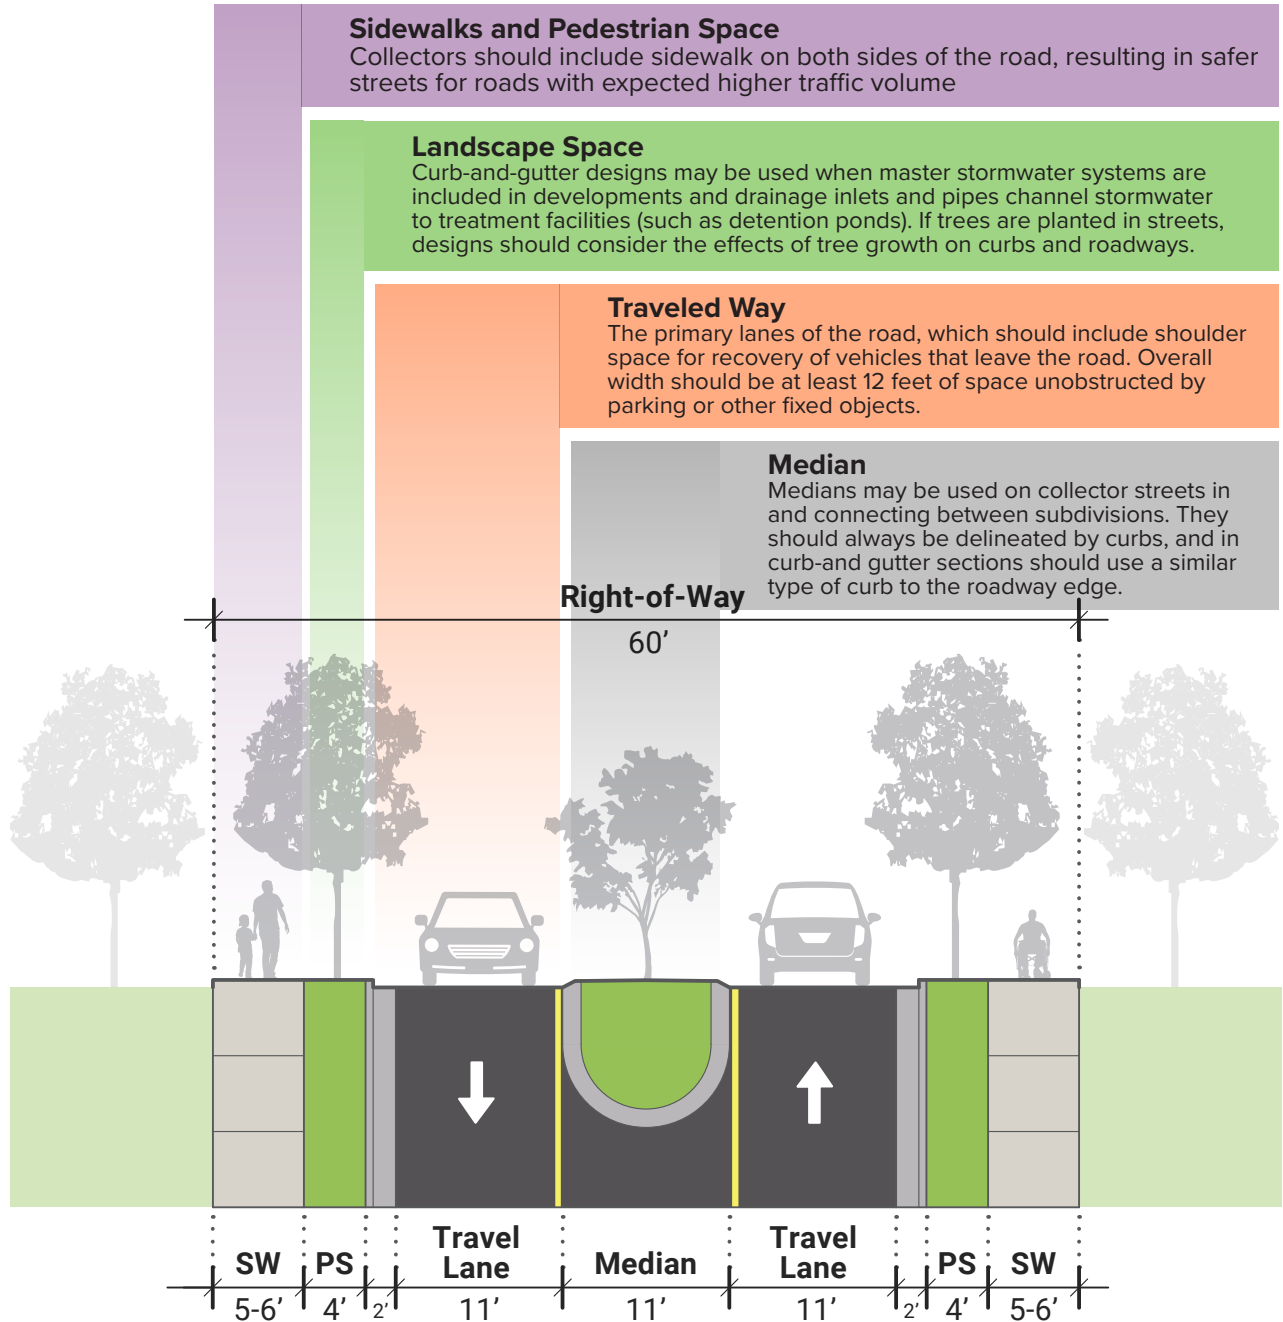 Sidewalks and Pedestrian Space
Collectors should include sidewalk on both sides of the road, resulting in safer
streets for roads with expected higher traffic volume
Landscape Space
Curb-and-gutter designs may be used when master stormwater systems are
included in developments and drainage inlets and pipes channel stormwater
to treatment facilities (such as detention ponds). If trees are planted in streets,
designs should consider the effects of tree growth on curbs and roadways.
Traveled Way
The primary lanes of the road, which should include shoulder
space for recovery of vehicles that leave the road. Overall
width should be at least 12 feet of space unobstructed by
parking or other fixed objects.
Median
Medians may be used on collector streets in
and connecting between subdivisions. They
should always be delineated by curbs, and in
curb-and gutter sections should use a similar
type of curb to the roadway edge.
Right-of-Way
60’
SW PS Travel Lane Median Travel Lane PS SW
5-6’ 4’ 2’ 11’ 11’ 11’ 2’ 4’ 5-6’